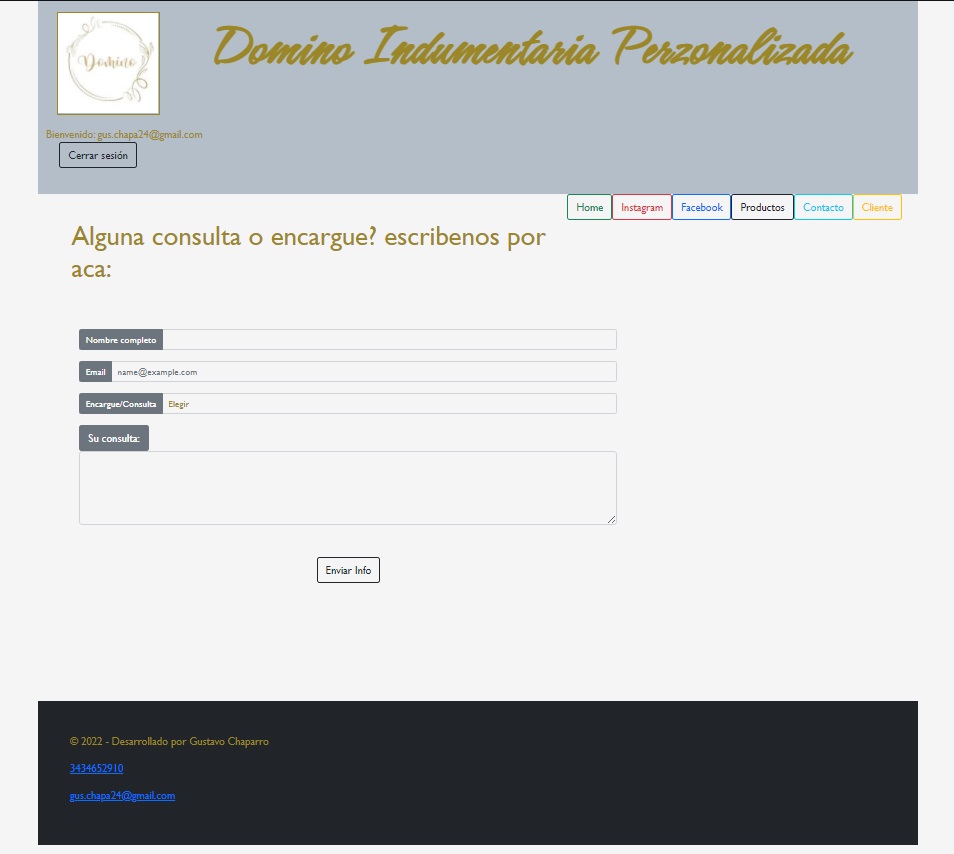 Domino
Domino Indumentaria Perzonalizada
Bienvenido: gus.chapa24@gmail.com
Cerrar sesión
Home Instagram Facebook Productos Contacto Cliente
Alguna consulta o encargue? escribenos por
aca:
Nombre completo
Email name@example.com
Encargue/Consulta Elegir
Su consulta:
Enviar Info
© 2022 - Desarrollado por Gustavo Chaparro
3434652910
gus.chapa24@gmail.com